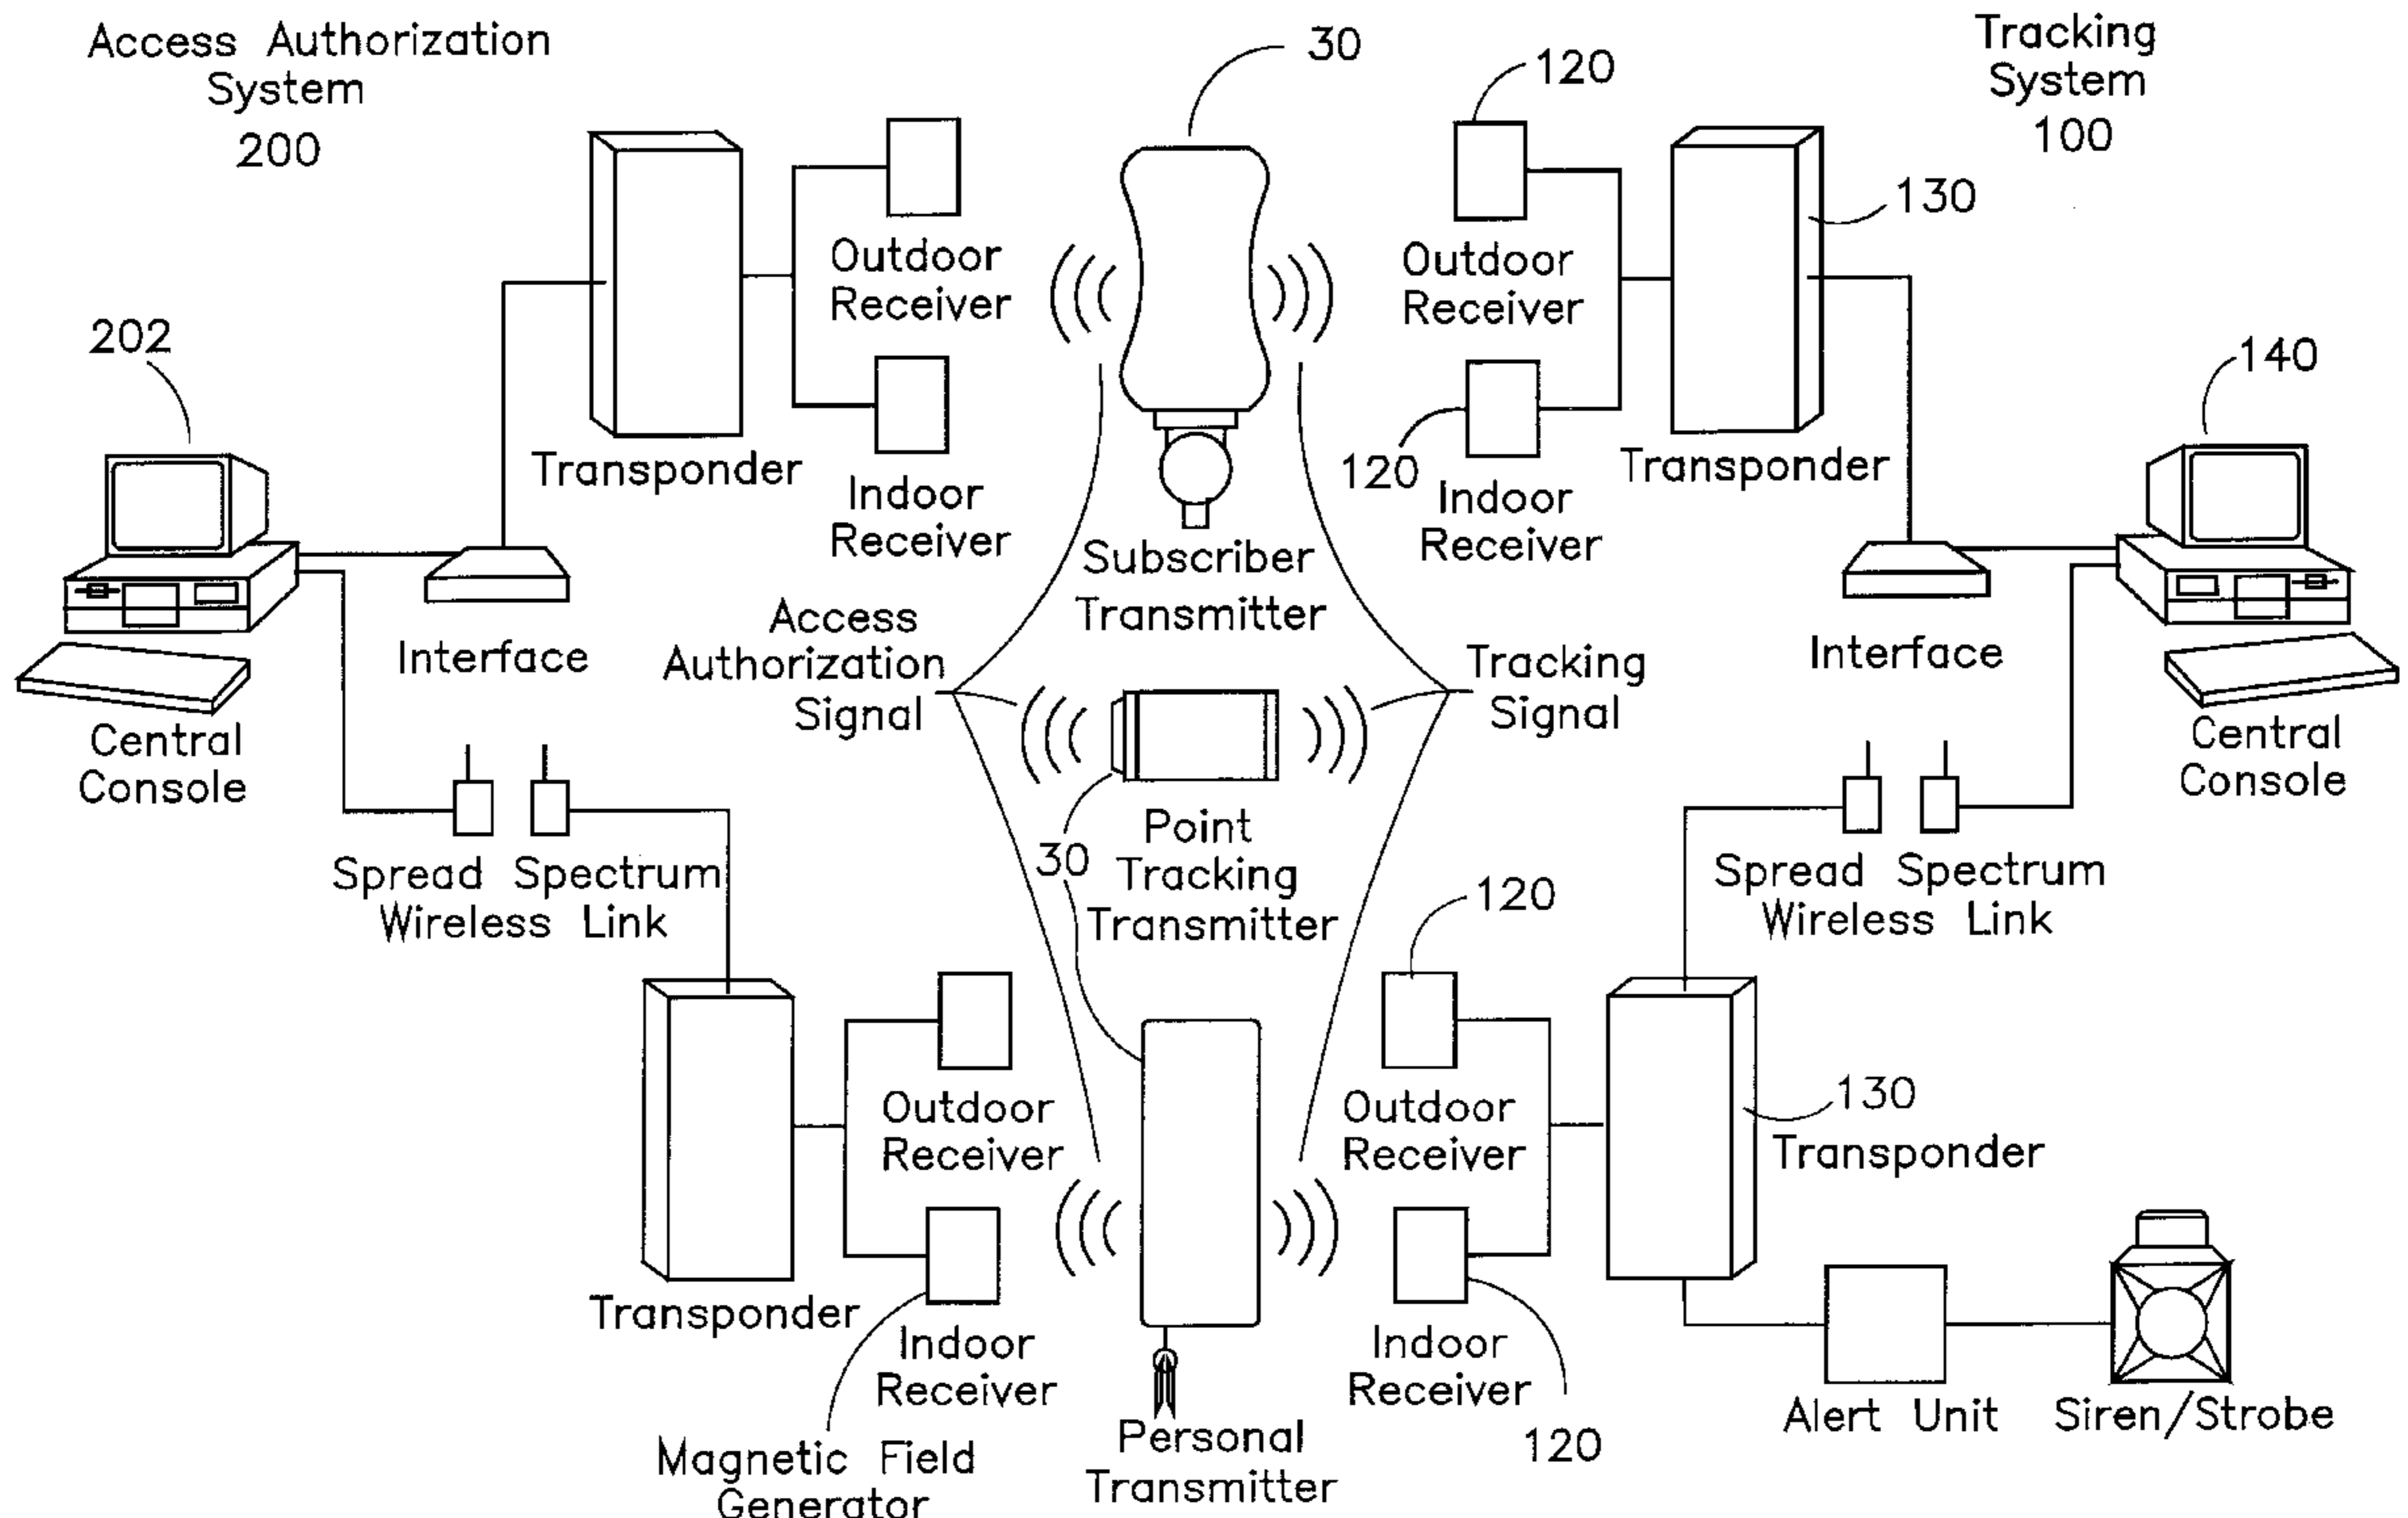 Access Authorization
System
200
30
120
Tracking
System
100
130
Outdoor
Receiver
Outdoor
Receiver
202
140
Transponder
Indoor
Receiver
120
Indoor
Receiver
Transponder
Subscriber
Transmitter
Interface
Access
Authorization
Signal
Tracking
Signal
Interface
Central
Console
Central
Console
Point
Tracking
Transmitter
30
Spread Spectrum
Wireless Link
120
Spread Spectrum
Wireless Link
Outdoor
Receiver
Outdoor
Receiver
130
Transponder
Transponder
Indoor
Receiver
Indoor
Receiver
120
Alert Unit
Siren/Strobe
Magnetic Field
Generator
Personal
Transmitter